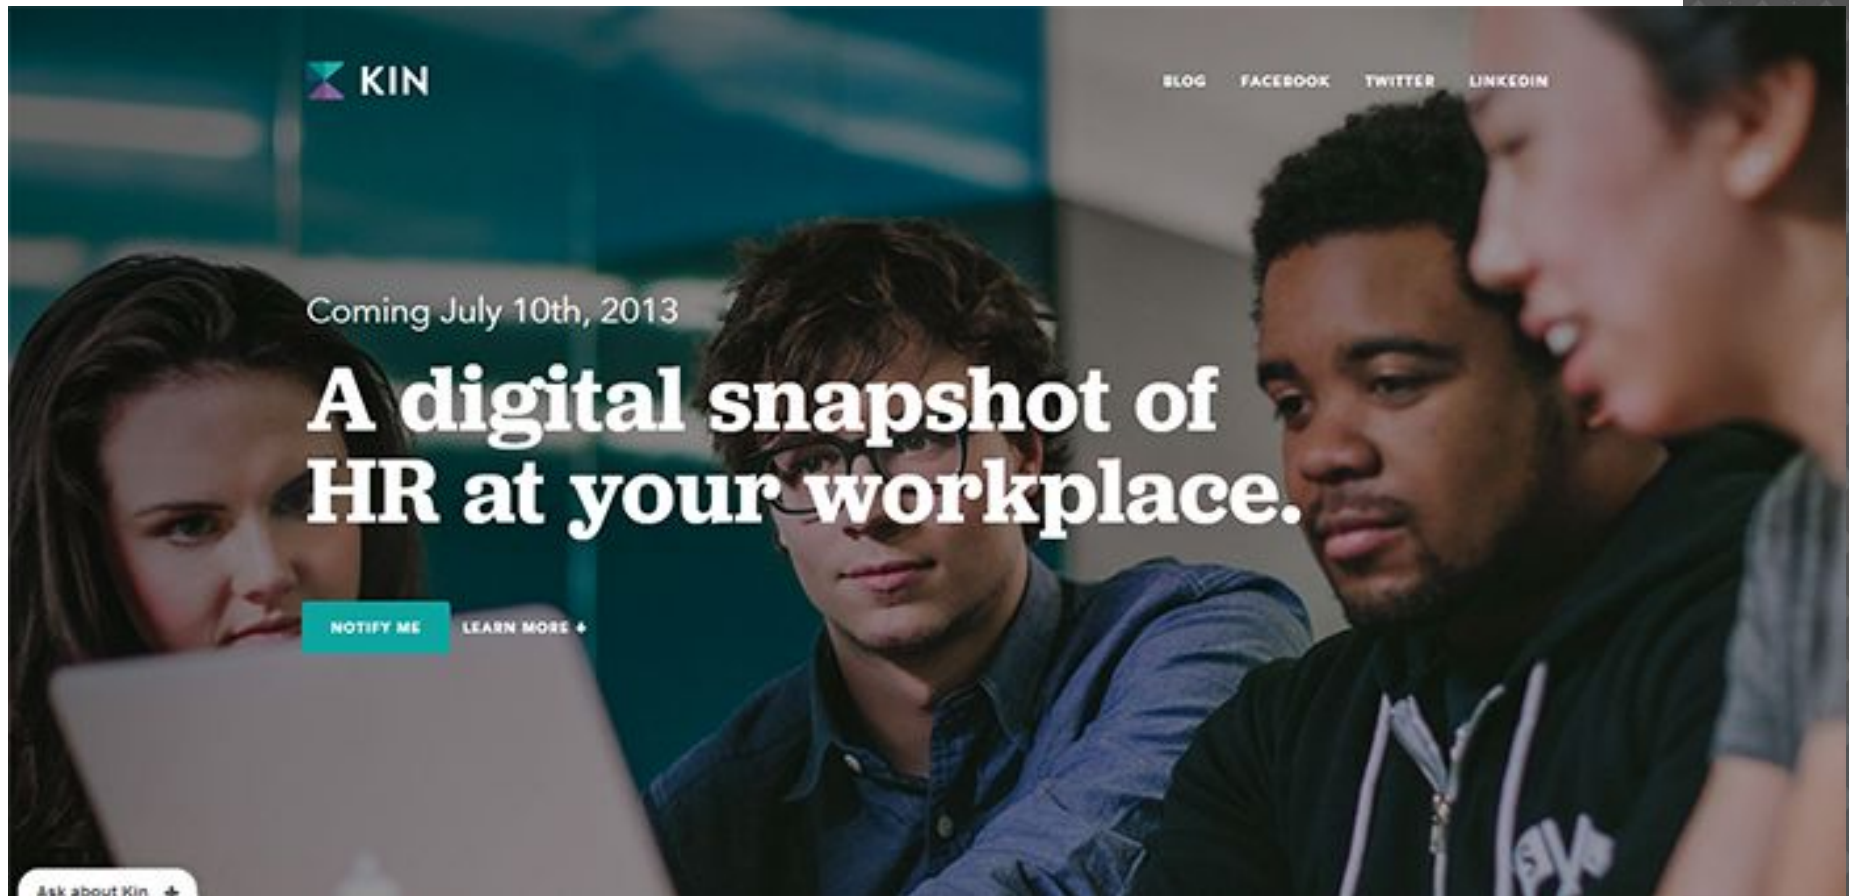 KIN
BLOG FACEBOOK TWITTER LINKEDIN
Coming July 10th, 2013
A digital snapshot of
HR at your workplace.
NOTIFY ME LEARN MORE
Ask about Kin